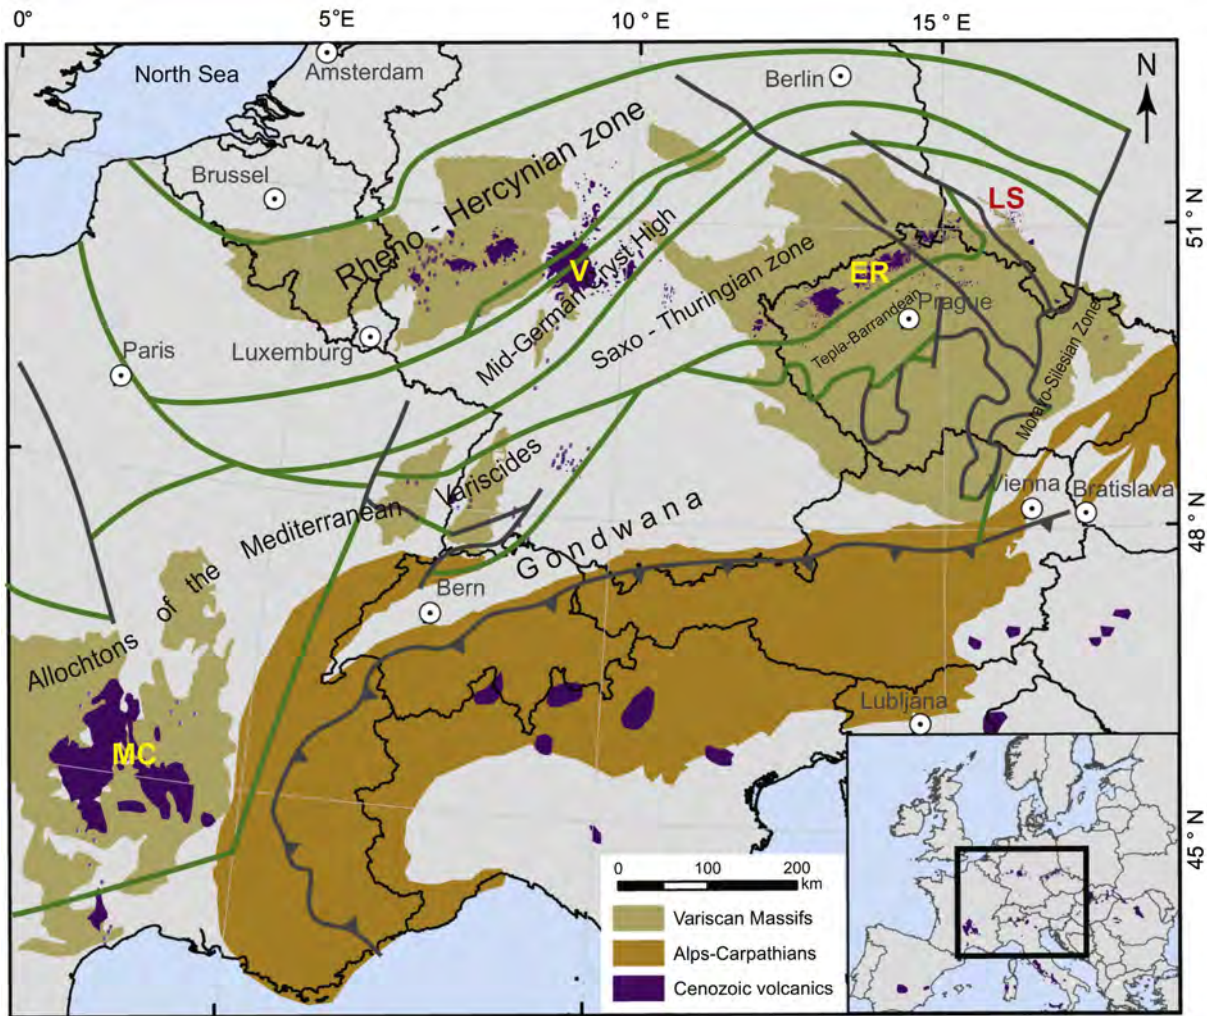 0°
5°E
10° E
15° E
North Sea
Amsterdam
Berlin
N
Brussel
Rheno - Hercynian zone
LS
51° N
V
Mid-German Cryst High
Saxo - Thuringian zone
ER
Prague
Tepla-Barrandean
Paris
Luxemburg
Moravo-Silesian Zone
Variscides
Mediterranean
Vienna
Bratislava
48° N
Gondwana
Bern
Allochtons of the
Lubljana
MC
45° N
0 100 200
km
Variscan Massifs
Alps-Carpathians
Cenozoic volcanics